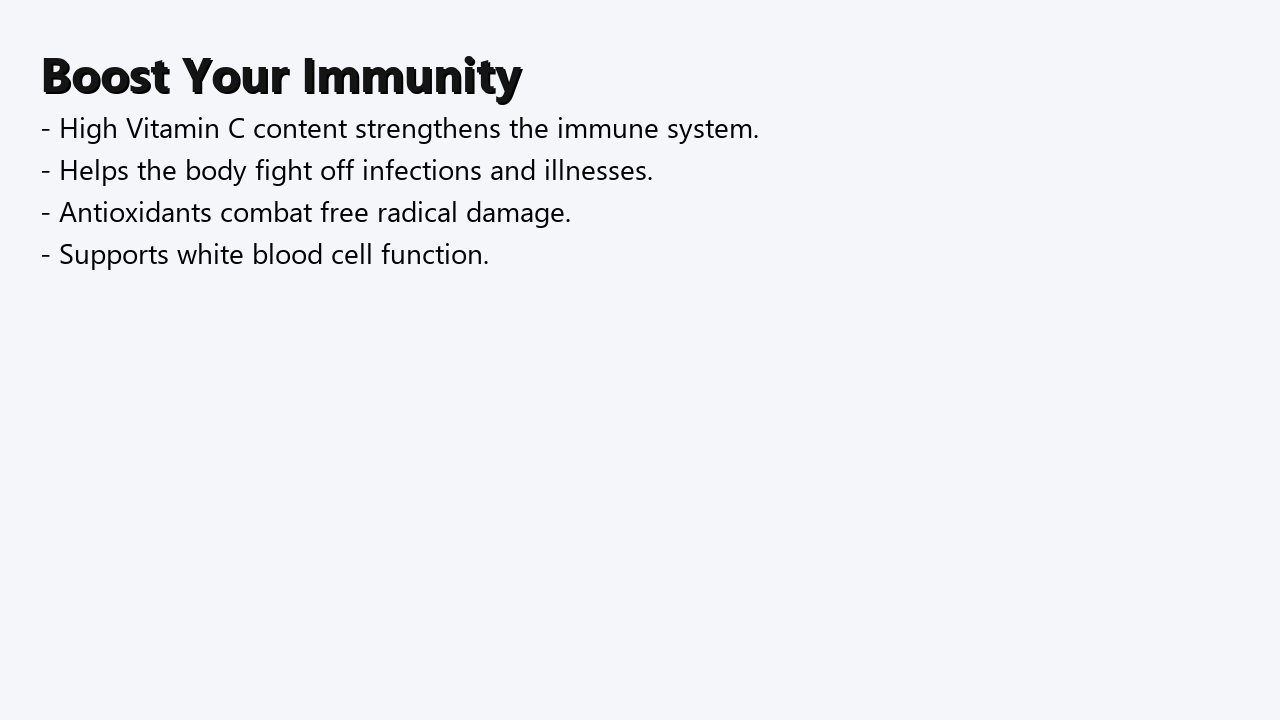 Boost Your Immunity
- High Vitamin C content strengthens the immune system.
- Helps the body fight off infections and illnesses.
- Antioxidants combat free radical damage.
- Supports white blood cell function.